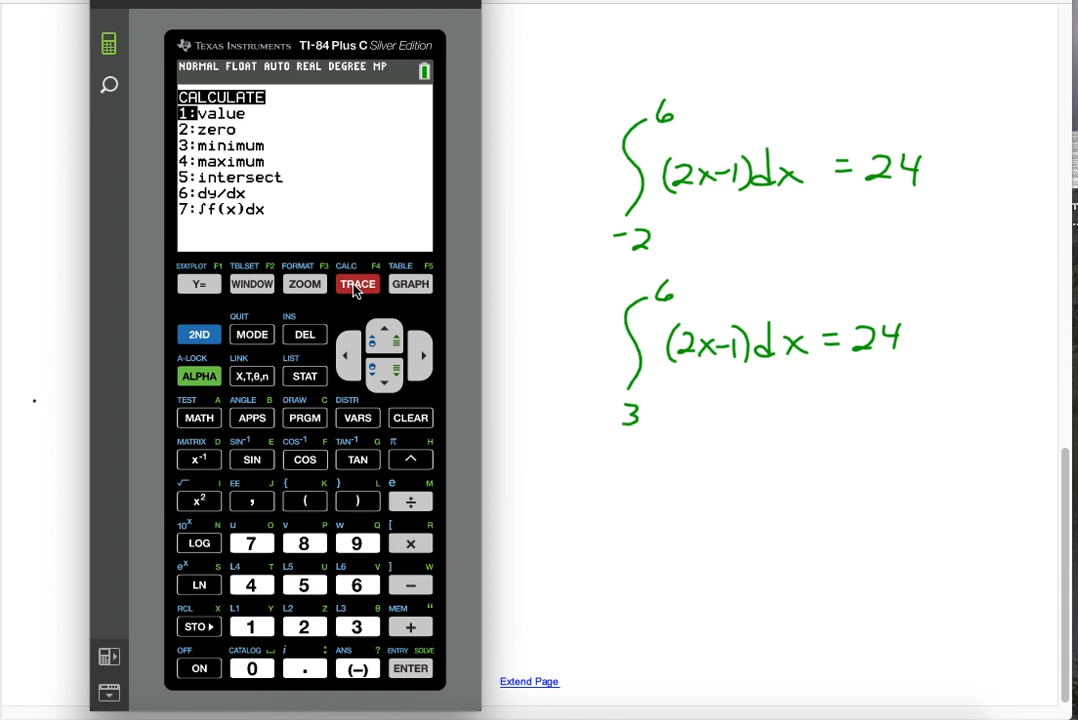 TEXAS INSTRUMENTS TI-84 Plus C Silver Edition
NORMAL FLOAT AUTO REAL DEGREE MP
CALCULATE
1:value
2:zero
3:minimum
4:maximum
5:intersect
6:dy/dx
7:∫f(x)dx
STATPLOT F1 TBLSET F2 FORMAT F3 CALC F4 TABLE F5
Y= WINDOW ZOOM TRACE GRAPH
QUIT INS
2ND MODE DEL
A-LOCK LINK LIST
ALPHA X,T,θ,n STAT
TEST A ANGLE B DRAW C DISTR
MATH APPS PRGM VARS CLEAR
MATRIX D SIN⁻¹ E COS⁻¹ F TAN⁻¹ G π H
x⁻¹ SIN COS TAN ^
√ I EE J { K } L e M
x² , ( ) ÷
10ˣ N u O v P w Q [ R
LOG 7 8 9 ×
eˣ S L4 T L5 U L6 V ] W
LN 4 5 6 −
RCL X L1 Y L2 Z L3 θ MEM "
STO▶ 1 2 3 +
OFF CATALOG ⎵ i : ANS ? ENTRY SOLVE
ON 0 . (−) ENTER
6
∫ (2x-1)dx = 24
-2
6
∫ (2x-1)dx = 24
3
Extend Page